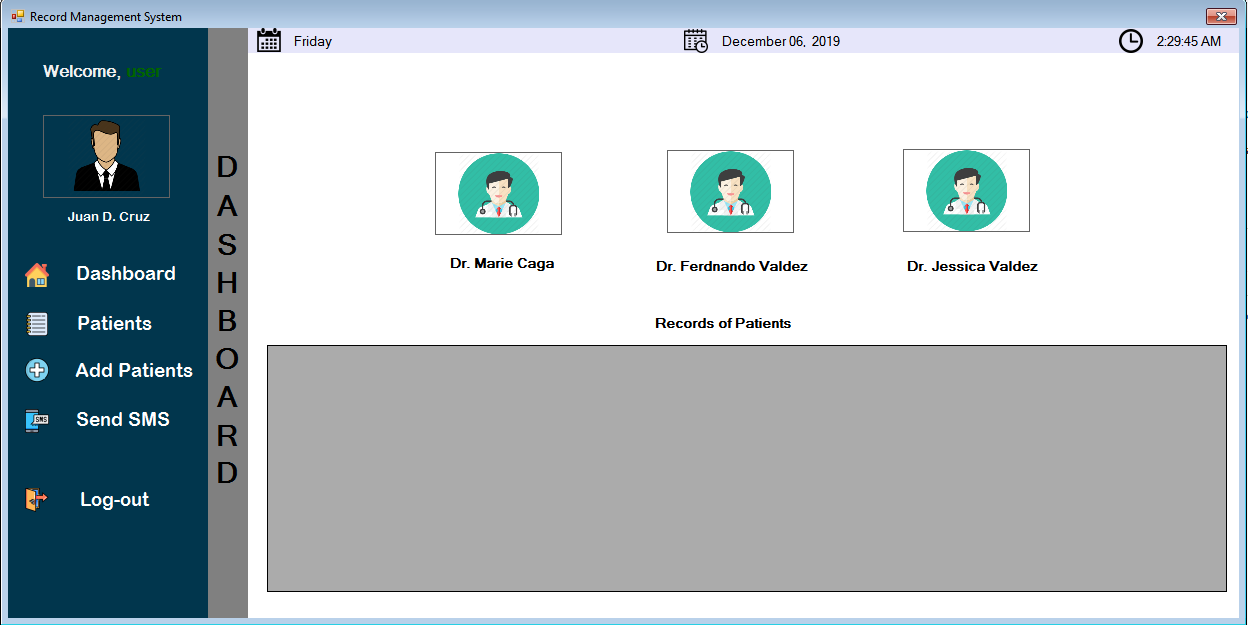 Record Management System
Friday
December 06, 2019
2:29:45 AM
Welcome, user
Juan D. Cruz
Dashboard
Patients
Add Patients
SMS
Send SMS
Log-out
D
A
S
H
B
O
A
R
D
Dr. Marie Caga
Dr. Ferdnando Valdez
Dr. Jessica Valdez
Records of Patients